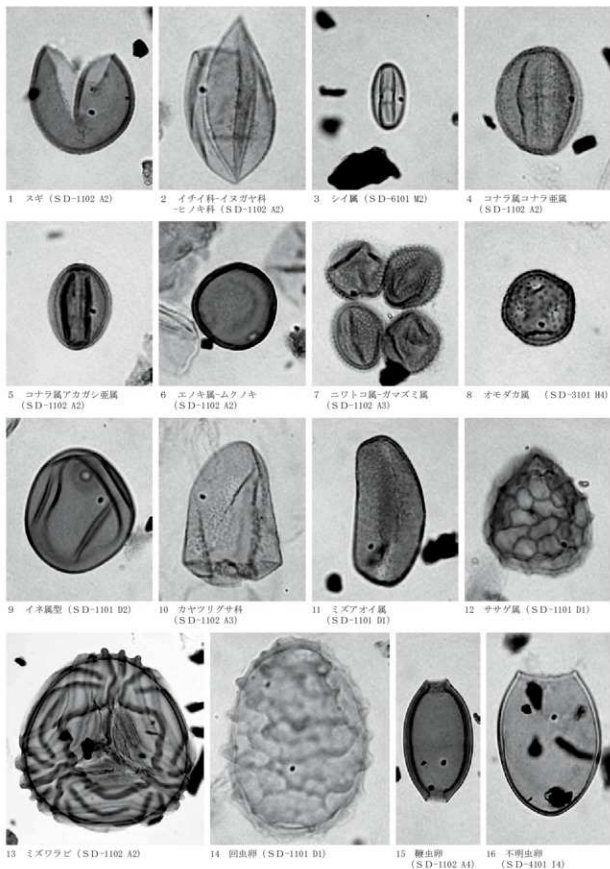 1 スギ (SD-1102 A2)
2 イチイ科-イヌガヤ科
-ヒノキ科 (SD-1102 A2)
3 シイ属 (SD-6101 M2)
4 コナラ属コナラ亜属
(SD-1102 A2)
5 コナラ属アカガシ亜属
(SD-1102 A2)
6 エノキ属-ムクノキ
(SD-1102 A2)
7 ニワトコ属-ガマズミ属
(SD-1102 A3)
8 オモダカ属 (SD-3101 H4)
9 イネ属型 (SD-1101 D2)
10 カヤツリグサ科
(SD-1102 A3)
11 ミズアオイ属
(SD-1101 D1)
12 ササゲ属 (SD-1101 D1)
13 ミズワラビ (SD-1102 A2)
14 回虫卵 (SD-1101 D1)
15 鞭虫卵
(SD-1102 A4)
16 不明虫卵
(SD-4101 I4)